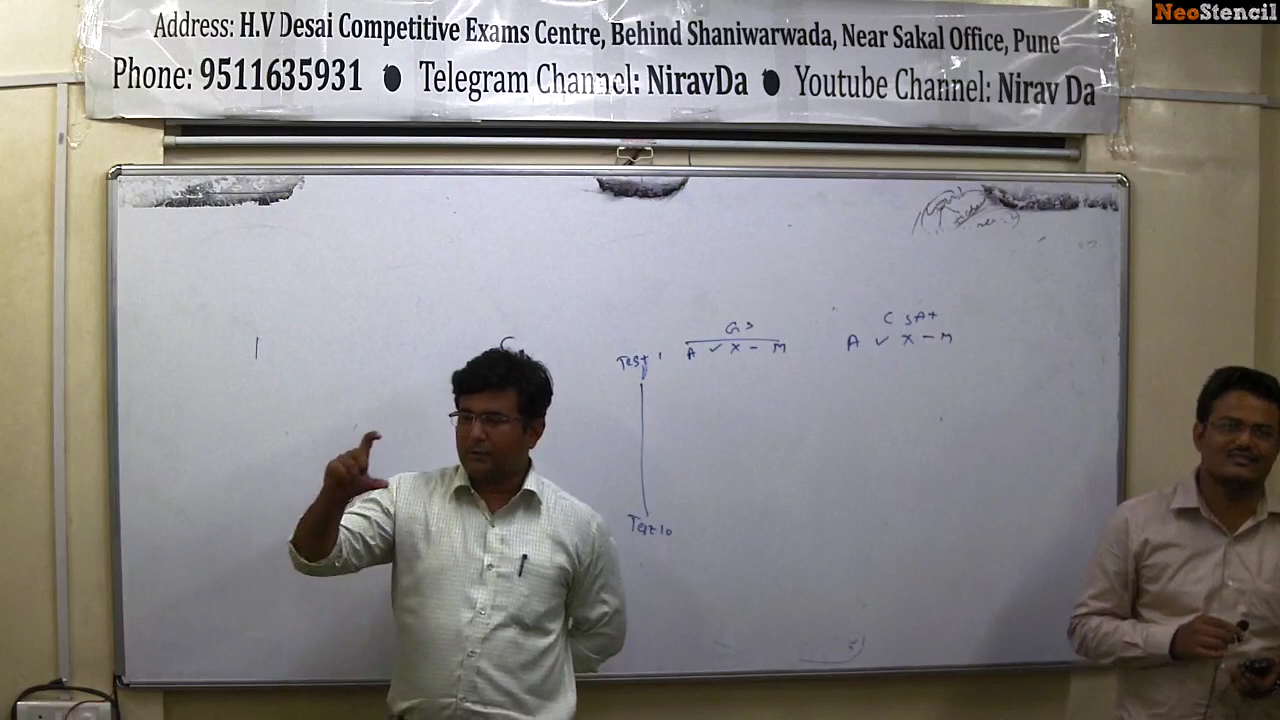 NeoStencil
Address: H.V Desai Competitive Exams Centre, Behind Shaniwarwada, Near Sakal Office, Pune
Phone: 9511635931 ● Telegram Channel: NiravDa ● Youtube Channel: Nirav Da
GS
CSAT
Test 1
A ✓ X – M
A ✓ X – M
Test 10